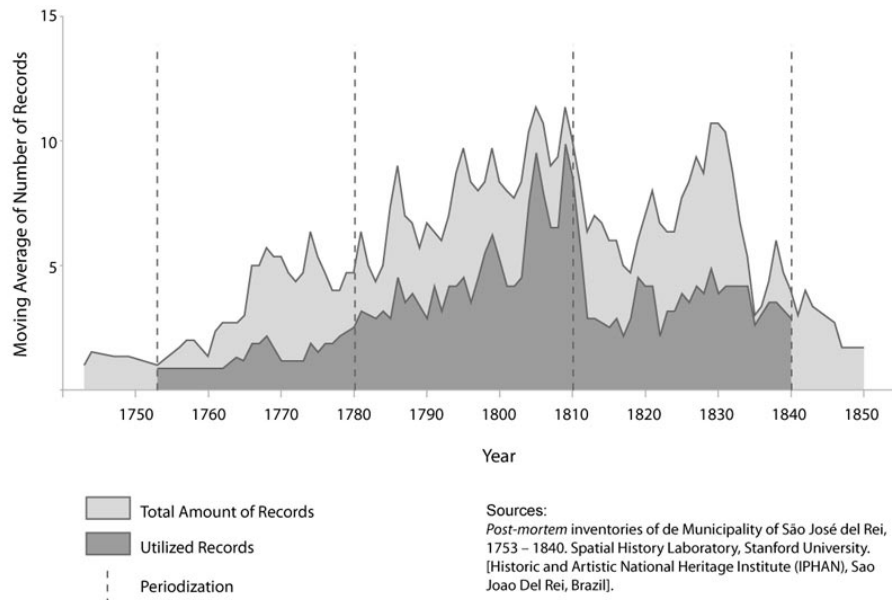 15
10
5
Moving Average of Number of Records
1750 1760 1770 1780 1790 1800 1810 1820 1830 1840 1850
Year
Total Amount of Records
Utilized Records
Periodization
Sources:
Post-mortem inventories of de Municipality of São José del Rei,
1753 – 1840. Spatial History Laboratory, Stanford University.
[Historic and Artistic National Heritage Institute (IPHAN), Sao
Joao Del Rei, Brazil].